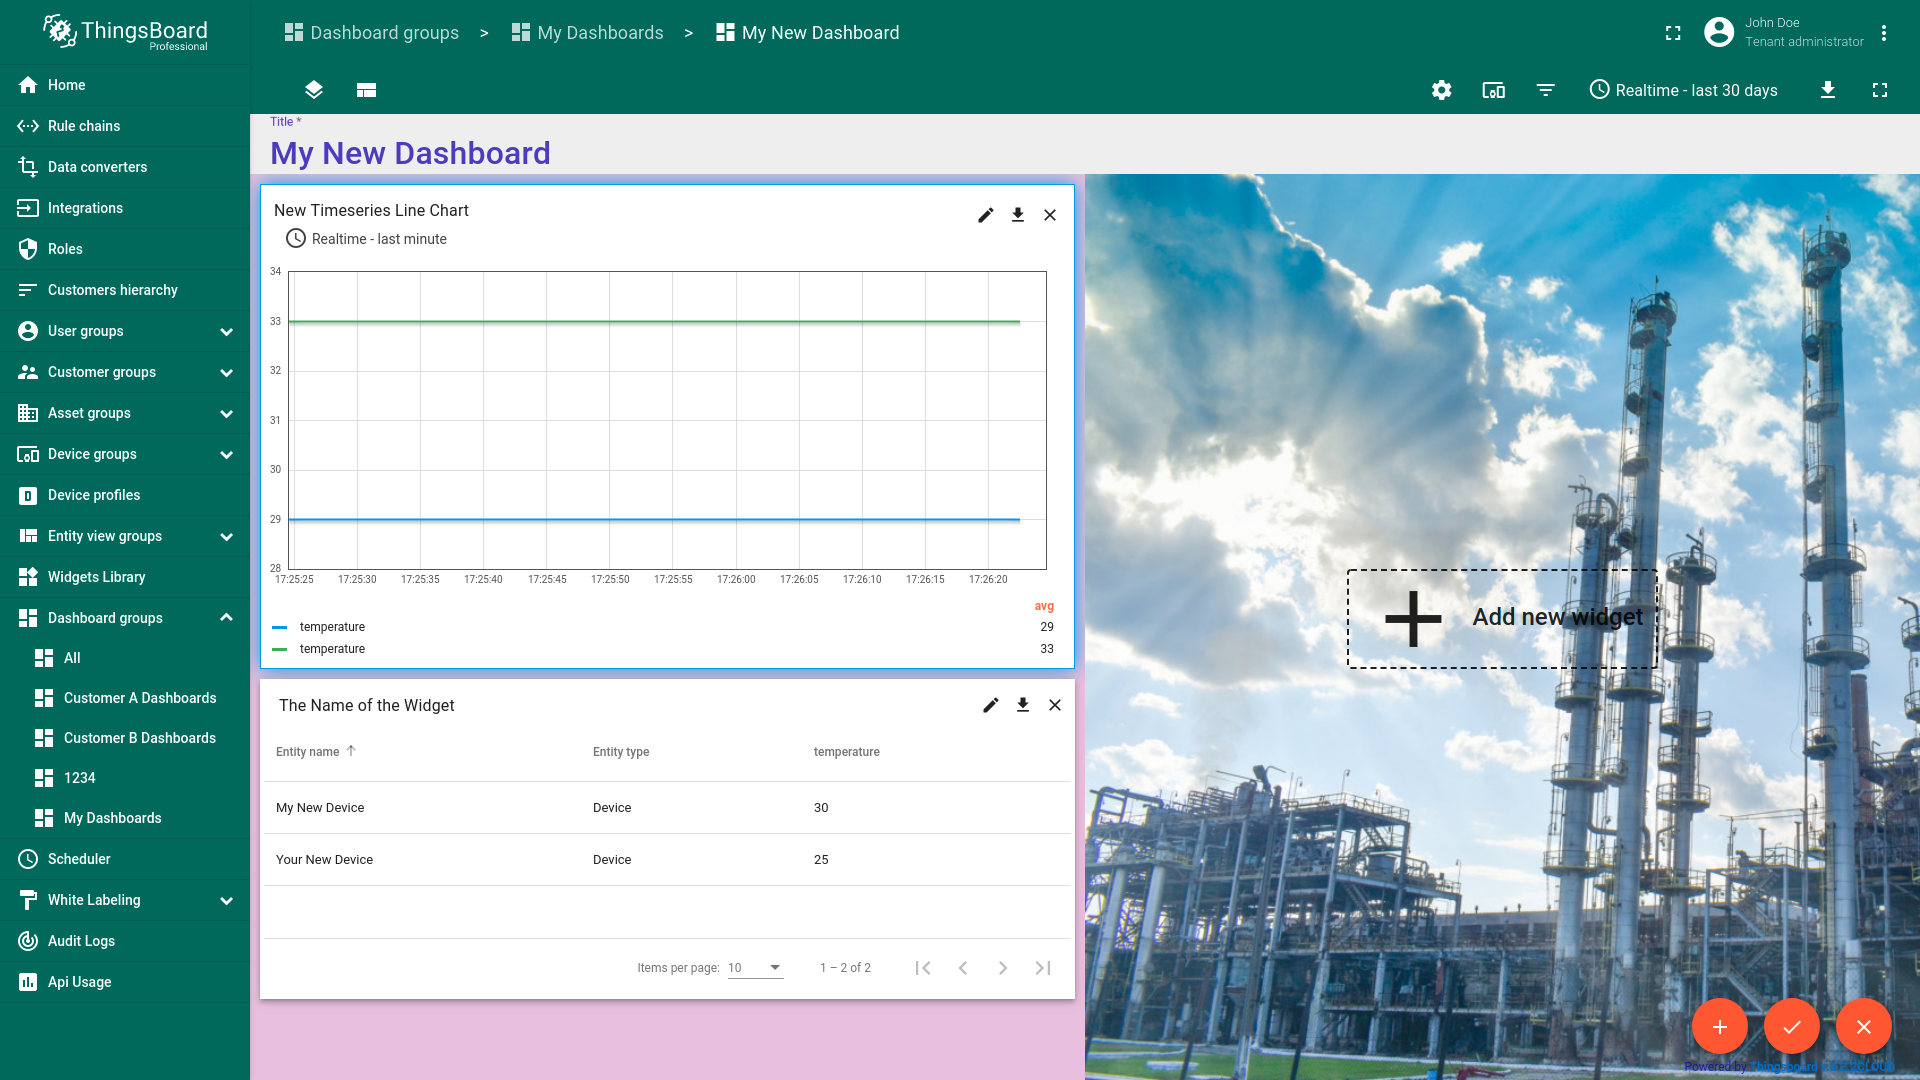 ThingsBoard
Professional
Dashboard groups > My Dashboards > My New Dashboard
John Doe
Tenant administrator
Realtime - last 30 days
Home
Rule chains
Data converters
Integrations
Roles
Customers hierarchy
User groups
Customer groups
Asset groups
Device groups
Device profiles
Entity view groups
Widgets Library
Dashboard groups
All
Customer A Dashboards
Customer B Dashboards
1234
My Dashboards
Scheduler
White Labeling
Audit Logs
Api Usage
Title *
My New Dashboard
New Timeseries Line Chart
Realtime - last minute
34
33
32
31
30
29
28
17:25:25 17:25:30 17:25:35 17:25:40 17:25:45 17:25:50 17:25:55 17:26:00 17:26:05 17:26:10 17:26:15 17:26:20
avg
temperature 29
temperature 33
The Name of the Widget
Entity name Entity type temperature
My New Device Device 30
Your New Device Device 25
Items per page: 10 1 – 2 of 2
Add new widget
Powered by Thingsboard